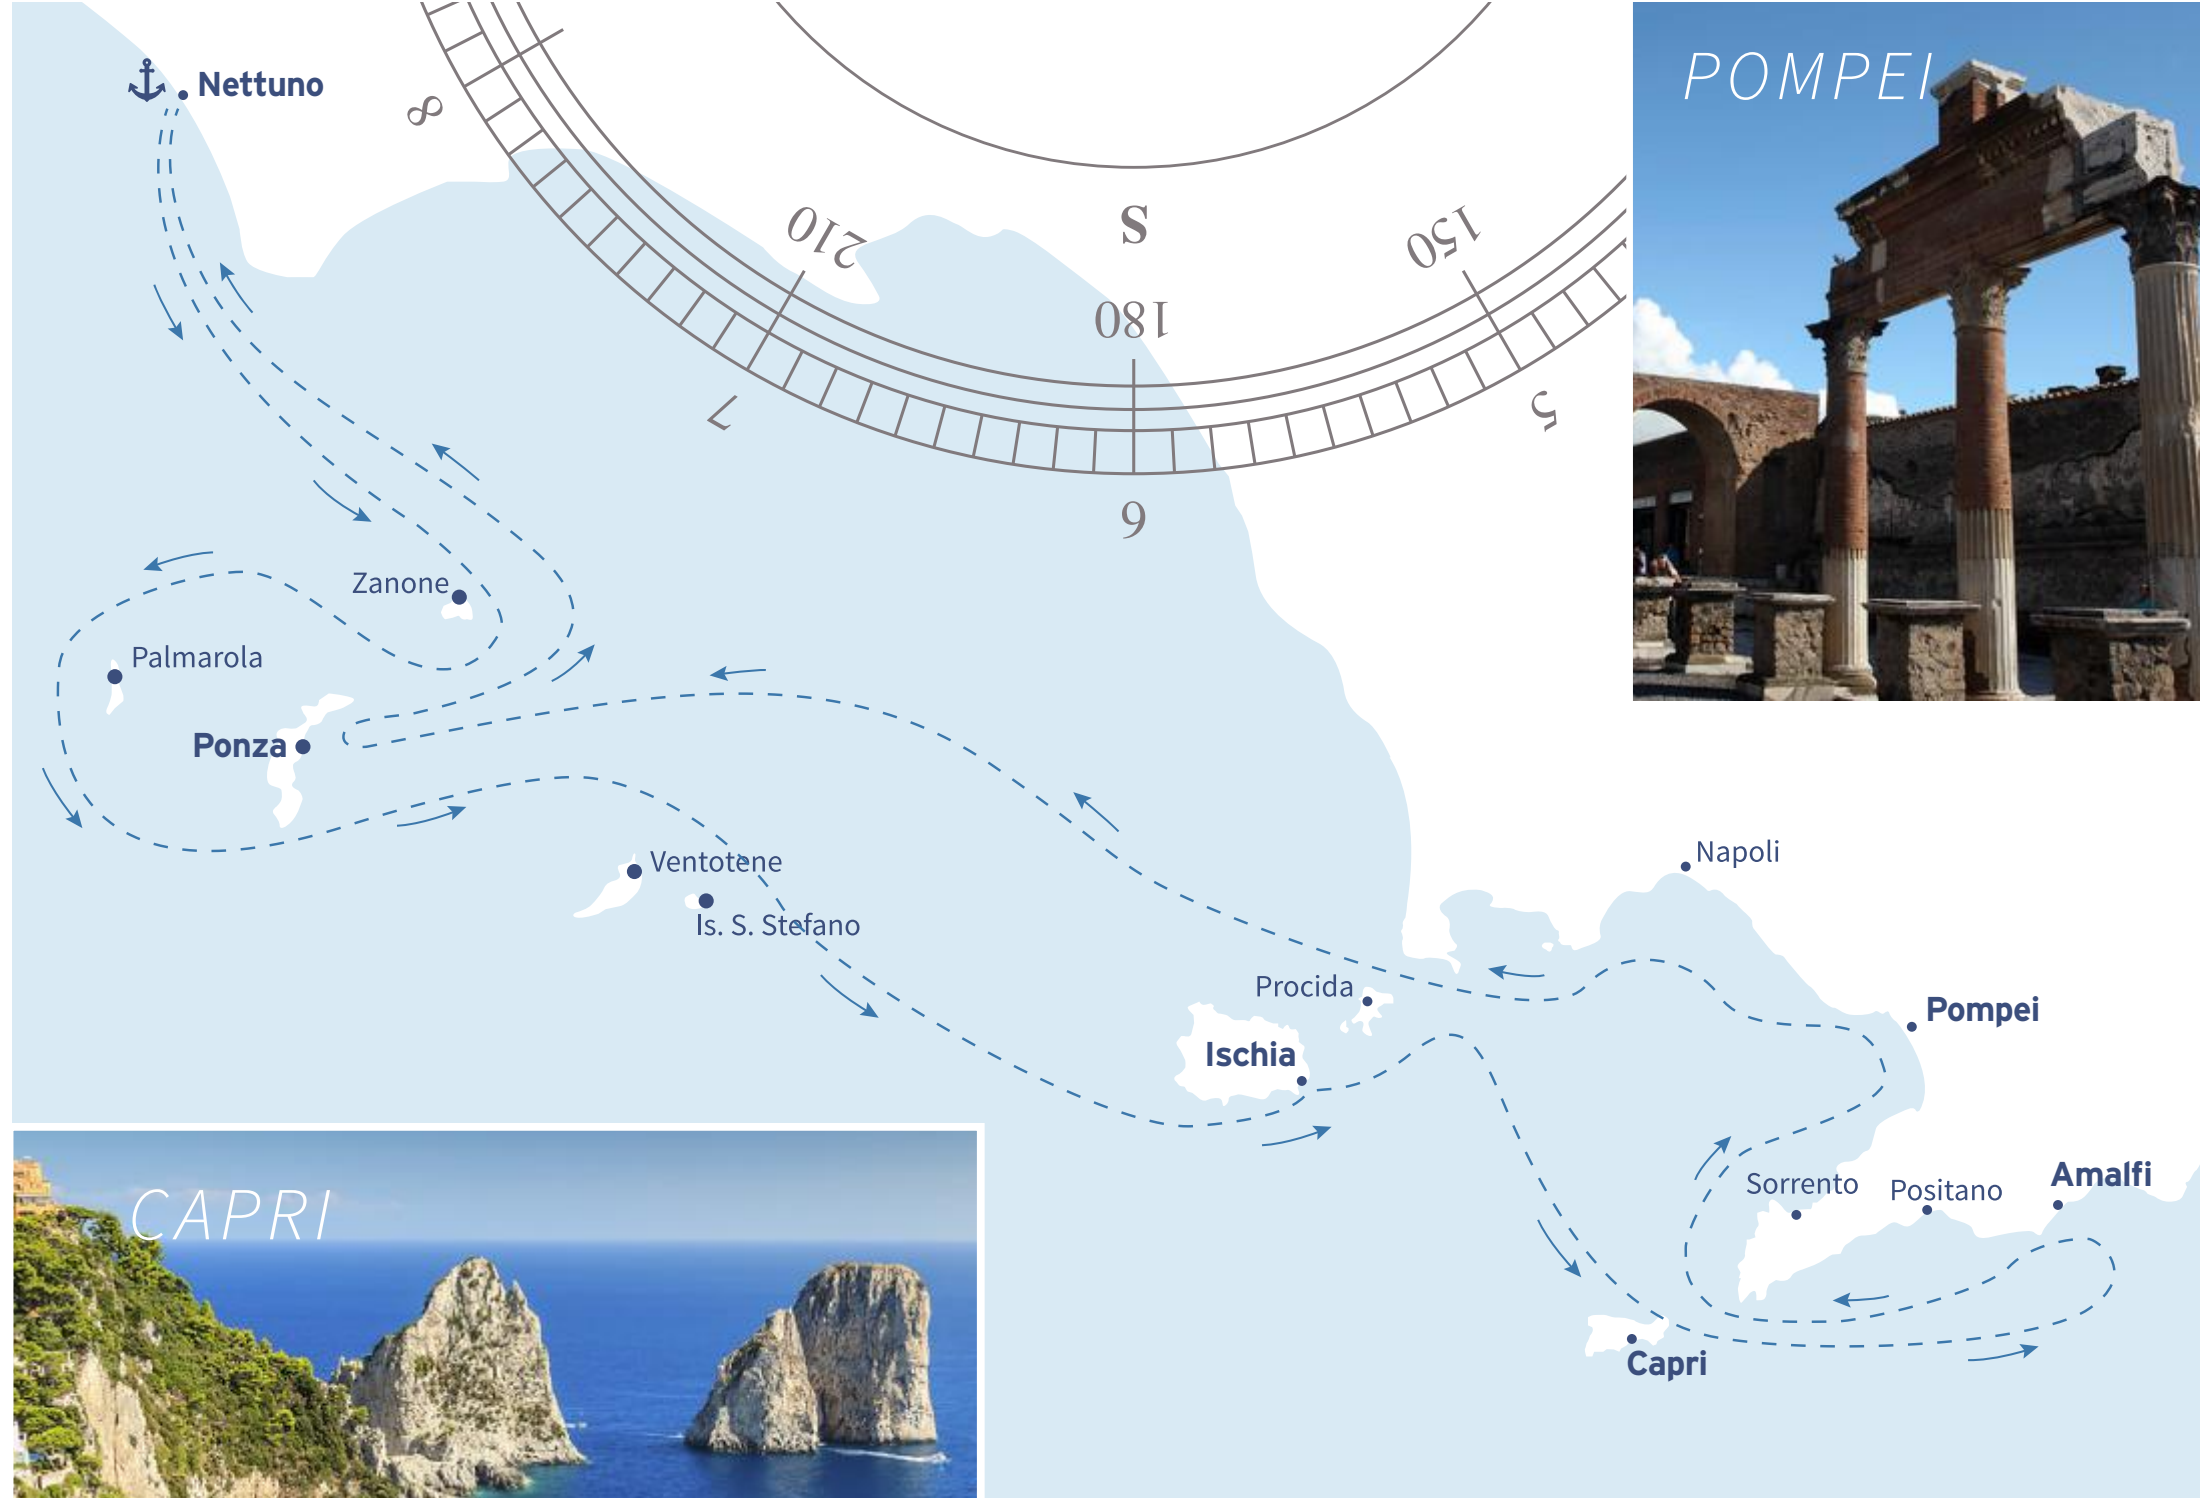 Nettuno
POMPEI
8
210
S
150
180
7
5
6
Zanone
Palmarola
Ponza
Ventotene
Is. S. Stefano
Napoli
Procida
Pompei
Ischia
Sorrento
Positano
Amalfi
CAPRI
Capri